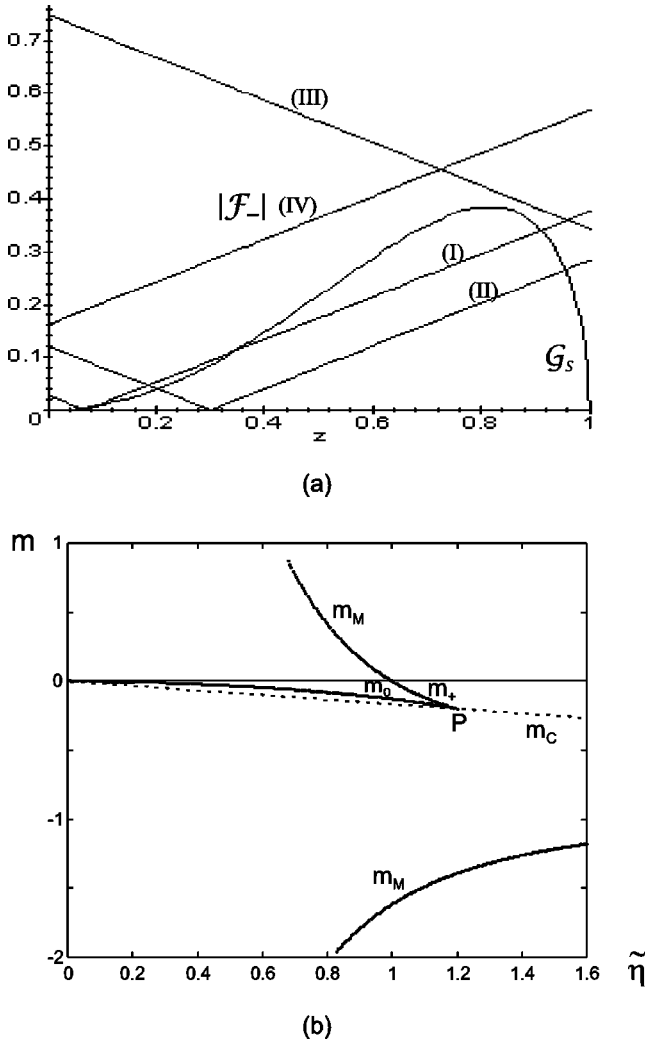 0.7
0.6
0.5
0.4
0.3
0.2
0.1
0
(III)
|𝓕₋| (IV)
(I)
(II)
𝒢ₛ
0.2 0.4 0.6 0.8 1
z
(a)
m
1
0
-1
-2
m_M
m_0 m_+
P
m_C
m_M
0 0.2 0.4 0.6 0.8 1 1.2 1.4 1.6
η̃
(b)